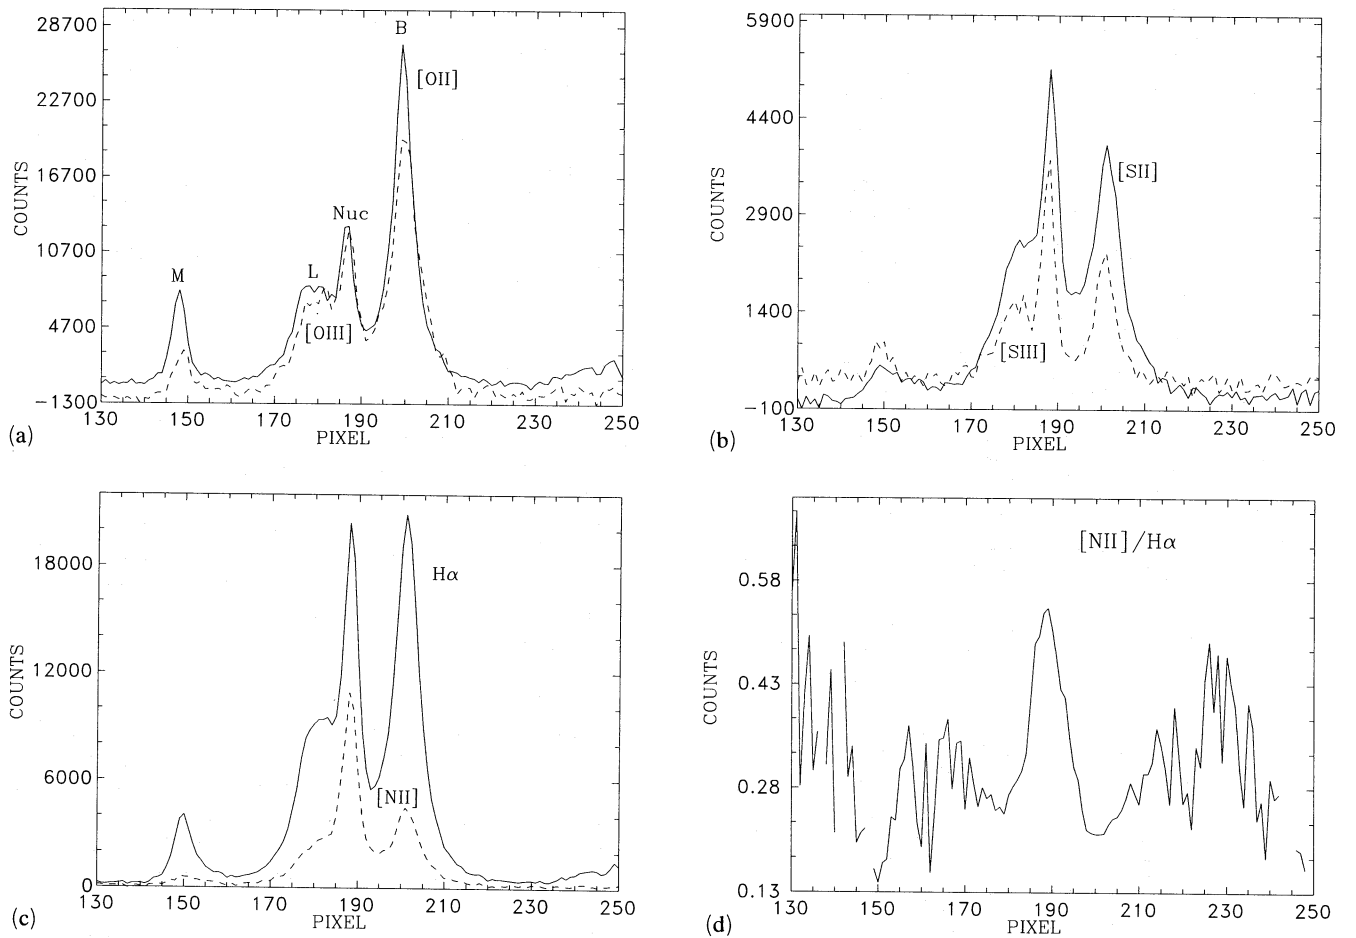 28700
22700
16700
10700
4700
−1300
COUNTS
B
[OII]
Nuc
M
L
[OIII]
130 150 170 190 210 230 250
PIXEL
(a)
5900
4400
2900
1400
−100
COUNTS
[SII]
[SIII]
130 150 170 190 210 230 250
PIXEL
(b)
18000
12000
6000
0
COUNTS
Hα
[NII]
130 150 170 190 210 230 250
PIXEL
(c)
[NII]/Hα
0.58
0.43
0.28
0.13
COUNTS
130 150 170 190 210 230 250
PIXEL
(d)